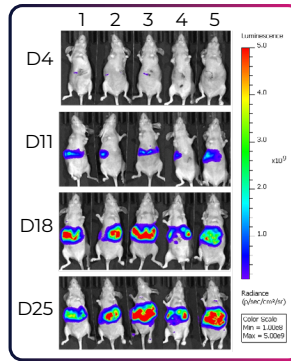 1 2 3 4 5
D4
D11
D18
D25
Luminescence
5.0
4.0
3.0
x10⁹
2.0
1.0
Radiance
(p/sec/cm²/sr)
Color Scale
Min = 1.00e8
Max = 5.00e9